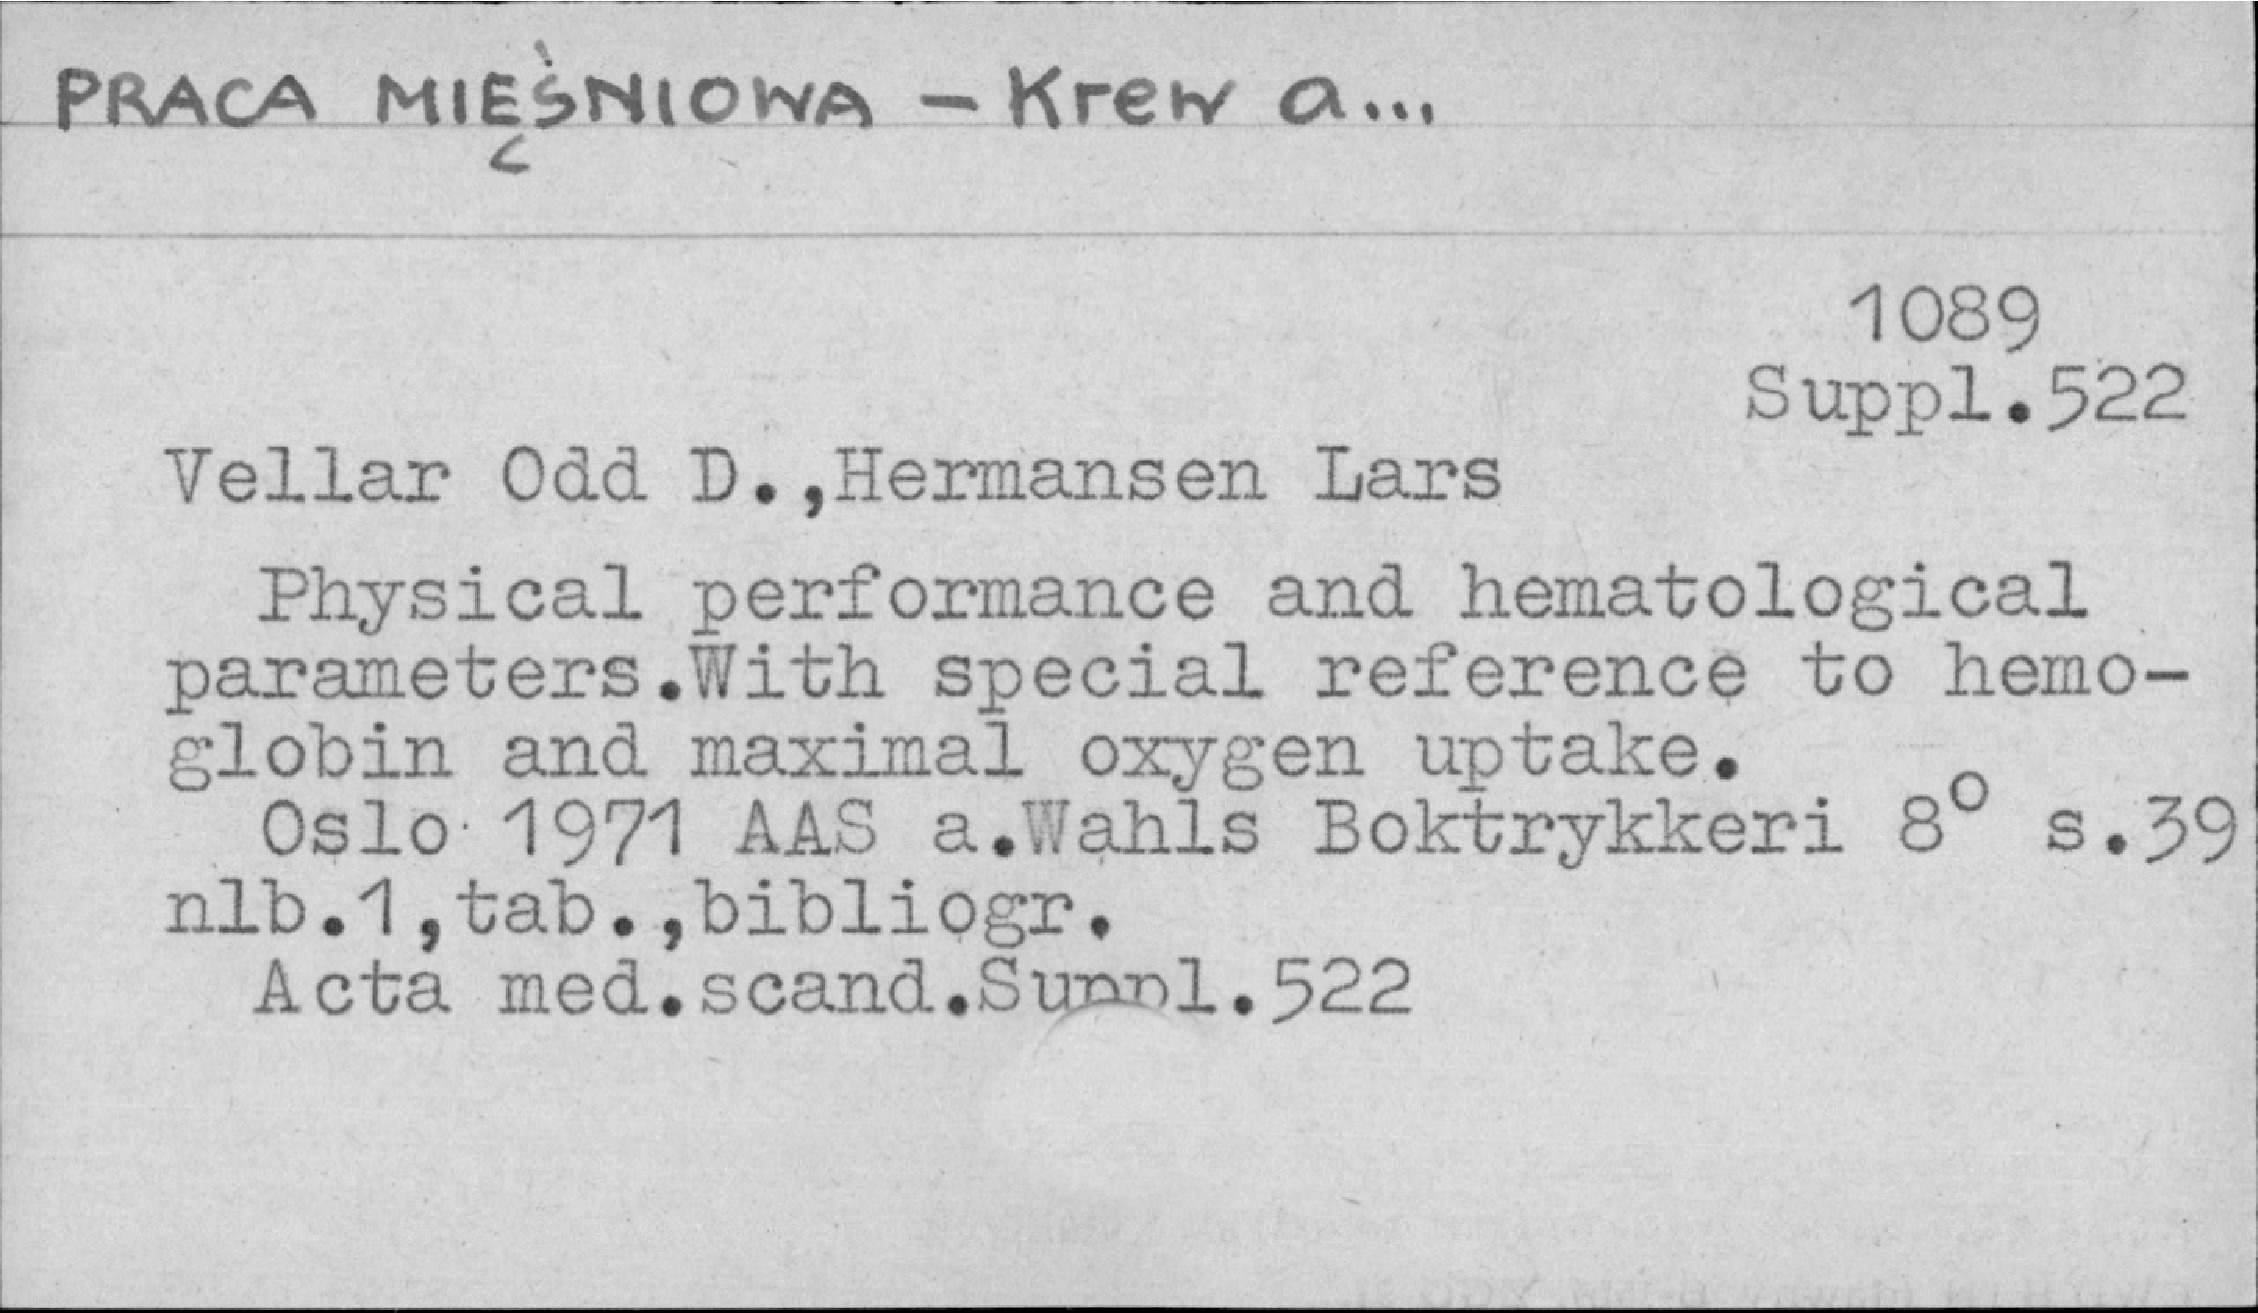 PRACA MIĘŚNIOWA – Krew a...
1089
Suppl.522
Vellar Odd D.,Hermansen Lars
Physical performance and hematological
parameters.With special reference to hemo-
globin and maximal oxygen uptake.
Oslo 1971 AAS a.Wahls Boktrykkeri 8° s.39
nlb.1,tab.,bibliogr.
Acta med.scand.Suppl.522